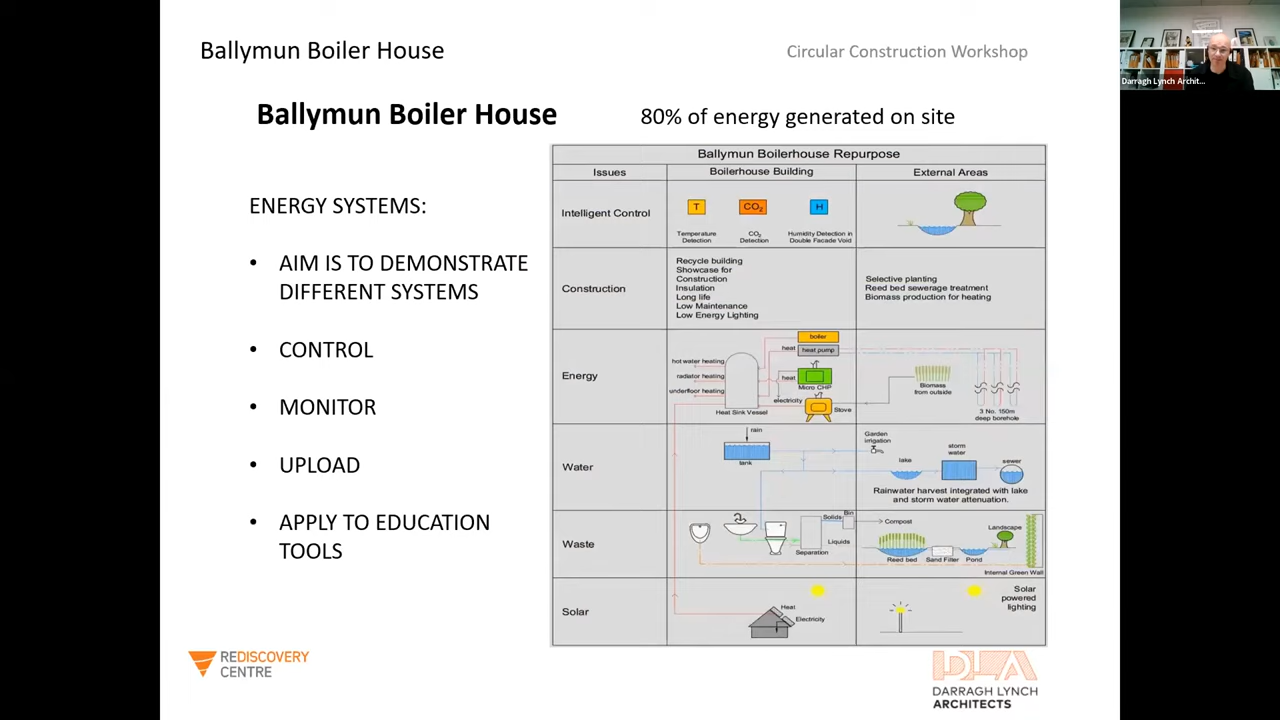 Ballymun Boiler House
Circular Construction Workshop
Darragh Lynch Archit...
Ballymun Boiler House
80% of energy generated on site
ENERGY SYSTEMS:
• AIM IS TO DEMONSTRATE
DIFFERENT SYSTEMS
• CONTROL
• MONITOR
• UPLOAD
• APPLY TO EDUCATION
TOOLS
Ballymun Boilerhouse Repurpose
Issues
Boilerhouse Building
External Areas
Intelligent Control
T
CO2
H
Temperature
Detection
CO2
Detection
Humidity Detection in
Double Facade Void
Construction
Recycle building
Showcase for
Construction
Insulation
Long life
Low Maintenance
Low Energy Lighting
Selective planting
Reed bed sewerage treatment
Biomass production for heating
Energy
hot water heating
radiator heating
underfloor heating
Heat Sink Vessel
boiler
heat
heat pump
heat
Micro CHP
electricity
Stove
Biomass
from outside
3 No. 150m
deep borehole
Water
rain
tank
Garden
irrigation
lake
storm
water
sewer
Rainwater harvest integrated with lake
and storm water attenuation.
Waste
Solids
Bin
Liquids
Separation
Compost
Reed bed
Sand Filter
Pond
Landscape
Internal Green Wall
Solar
Heat
Electricity
Solar
powered
lighting
REDISCOVERY
CENTRE
DLA
DARRAGH LYNCH
ARCHITECTS